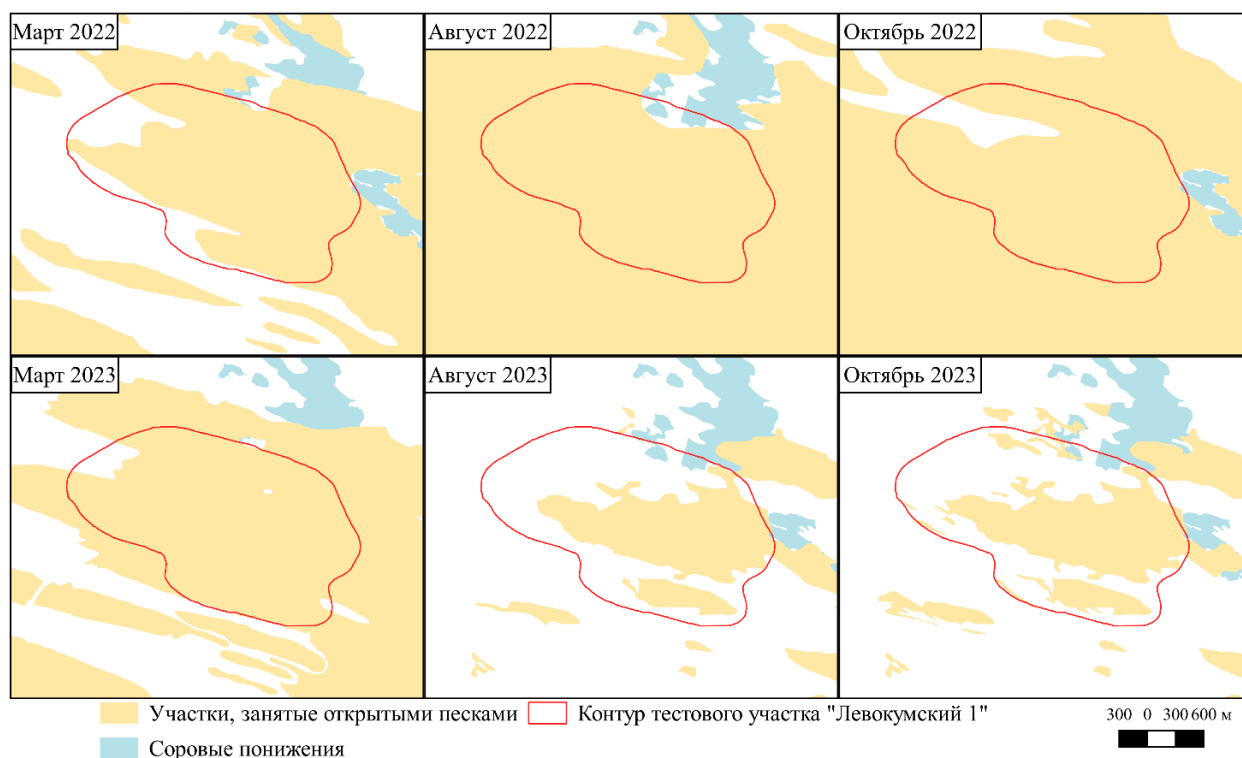 Март 2022
Август 2022
Октябрь 2022
Март 2023
Август 2023
Октябрь 2023
Участки, занятые открытыми песками
Контур тестового участка "Левокумский 1"
300 0 300 600 м
Соровые понижения